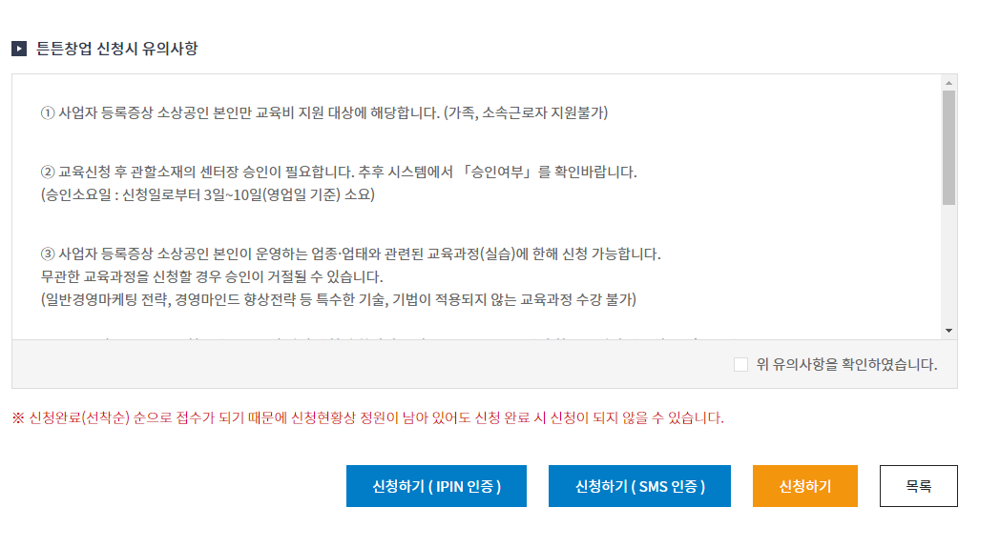 튼튼창업 신청시 유의사항
① 사업자 등록증상 소상공인 본인만 교육비 지원 대상에 해당합니다. (가족, 소속근로자 지원불가)
② 교육신청 후 관할소재의 센터장 승인이 필요합니다. 추후 시스템에서 「승인여부」를 확인바랍니다.
(승인소요일 : 신청일로부터 3일~10일(영업일 기준) 소요)
③ 사업자 등록증상 소상공인 본인이 운영하는 업종·업태와 관련된 교육과정(실습)에 한해 신청 가능합니다.
무관한 교육과정을 신청할 경우 승인이 거절될 수 있습니다.
(일반경영마케팅 전략, 경영마인드 향상전략 등 특수한 기술, 기법이 적용되지 않는 교육과정 수강 불가)
위 유의사항을 확인하였습니다.
※ 신청완료(선착순) 순으로 접수가 되기 때문에 신청현황상 정원이 남아 있어도 신청 완료 시 신청이 되지 않을 수 있습니다.
신청하기 ( IPIN 인증 ) 신청하기 ( SMS 인증 ) 신청하기 목록